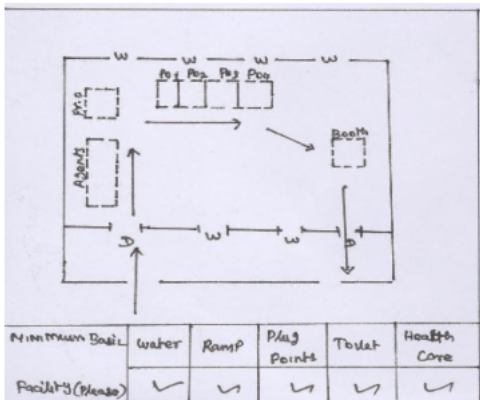 W W W W
PO1 PO2 PO3 PO4
PRO
Booth
Agents
D W W D
Minimum Basic Water Ramp Plug Points Toilet Health Care
Facility (Please) ✓ ✓ ✓ ✓ ✓